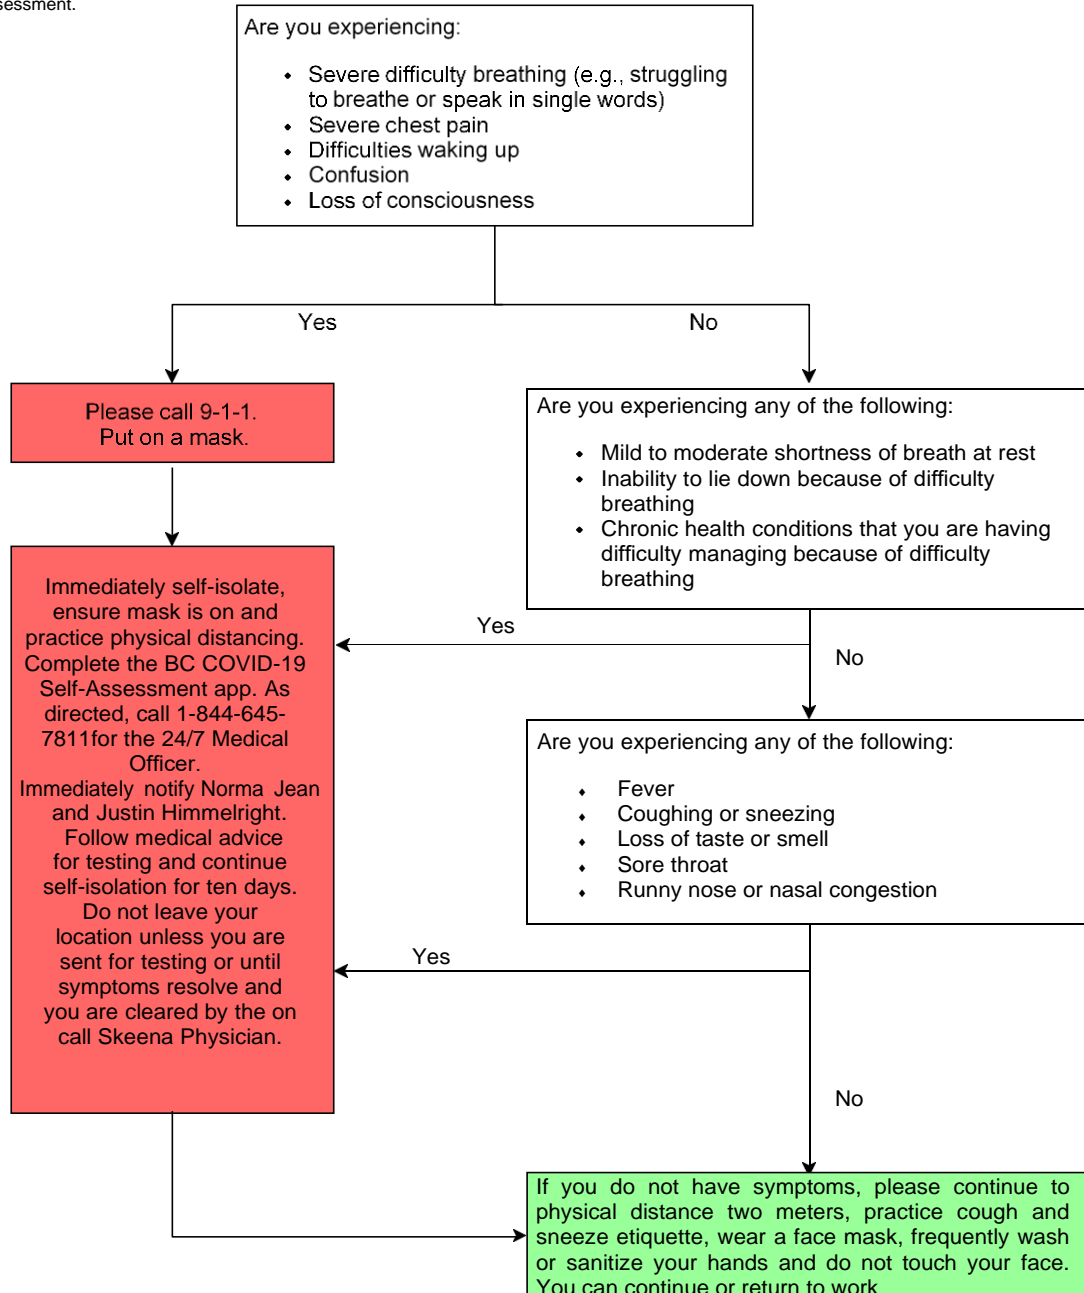 sessment.
Are you experiencing:
• Severe difficulty breathing (e.g., struggling
to breathe or speak in single words)
• Severe chest pain
• Difficulties waking up
• Confusion
• Loss of consciousness
Yes
No
Please call 9-1-1.
Put on a mask.
Are you experiencing any of the following:
• Mild to moderate shortness of breath at rest
• Inability to lie down because of difficulty
breathing
• Chronic health conditions that you are having
difficulty managing because of difficulty
breathing
Immediately self-isolate,
ensure mask is on and
practice physical distancing.
Complete the BC COVID-19
Self-Assessment app. As
directed, call 1-844-645-
7811for the 24/7 Medical
Officer.
Immediately notify Norma Jean
and Justin Himmelright.
Follow medical advice
for testing and continue
self-isolation for ten days.
Do not leave your
location unless you are
sent for testing or until
symptoms resolve and
you are cleared by the on
call Skeena Physician.
Yes
No
Are you experiencing any of the following:
♦ Fever
♦ Coughing or sneezing
♦ Loss of taste or smell
♦ Sore throat
♦ Runny nose or nasal congestion
Yes
No
If you do not have symptoms, please continue to
physical distance two meters, practice cough and
sneeze etiquette, wear a face mask, frequently wash
or sanitize your hands and do not touch your face.
You can continue or return to work